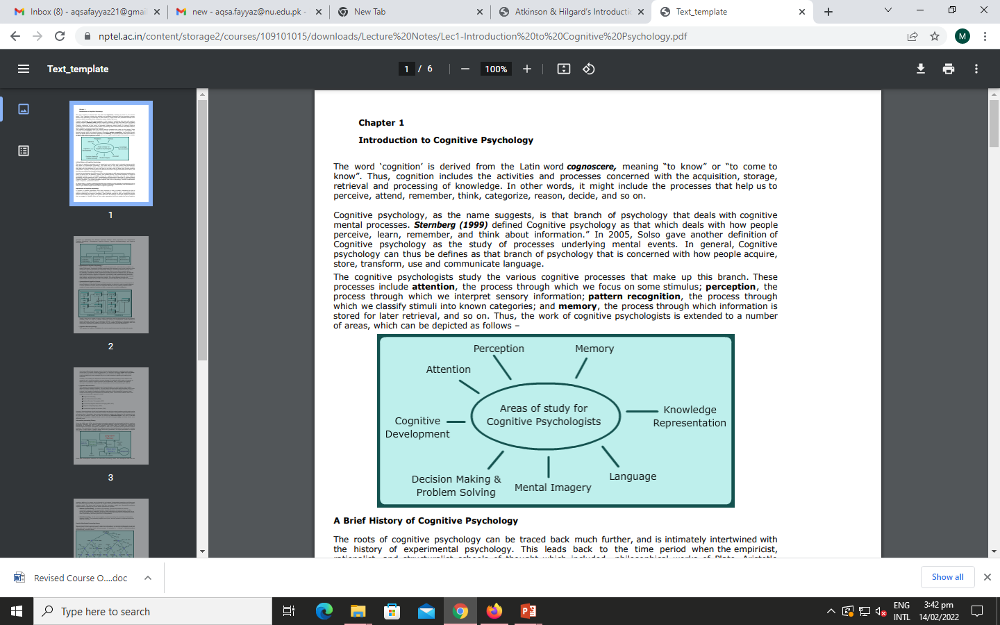 Inbox (8) - aqsafayyaz21@gmai
new - aqsa.fayyaz@nu.edu.pk -
New Tab
Atkinson & Hilgard's Introducti
Text_template
nptel.ac.in/content/storage2/courses/109101015/downloads/Lecture%20Notes/Lec1-Introduction%20to%20Cognitive%20Psychology.pdf
M
Text_template
1 / 6
100%
1
2
3
Chapter 1
Introduction to Cognitive Psychology
The word ‘cognition’ is derived from the Latin word cognoscere, meaning “to know” or “to come to
know”. Thus, cognition includes the activities and processes concerned with the acquisition, storage,
retrieval and processing of knowledge. In other words, it might include the processes that help us to
perceive, attend, remember, think, categorize, reason, decide, and so on.
Cognitive psychology, as the name suggests, is that branch of psychology that deals with cognitive
mental processes. Sternberg (1999) defined Cognitive psychology as that which deals with how people
perceive, learn, remember, and think about information.” In 2005, Solso gave another definition of
Cognitive psychology as the study of processes underlying mental events. In general, Cognitive
psychology can thus be defines as that branch of psychology that is concerned with how people acquire,
store, transform, use and communicate language.
The cognitive psychologists study the various cognitive processes that make up this branch. These
processes include attention, the process through which we focus on some stimulus; perception, the
process through which we interpret sensory information; pattern recognition, the process through
which we classify stimuli into known categories; and memory, the process through which information is
stored for later retrieval, and so on. Thus, the work of cognitive psychologists is extended to a number
of areas, which can be depicted as follows –
Perception
Memory
Attention
Areas of study for
Cognitive Psychologists
Knowledge
Representation
Cognitive
Development
Decision Making &
Problem Solving
Mental Imagery
Language
A Brief History of Cognitive Psychology
The roots of cognitive psychology can be traced back much further, and is intimately intertwined with
the history of experimental psychology. This leads back to the time period when the empiricist,
rationalist, and structuralist schools of thought which included philosophical works of Plato, Aristotle
Revised Course O....doc
Show all
Type here to search
ENG
INTL
3:42 pm
14/02/2022